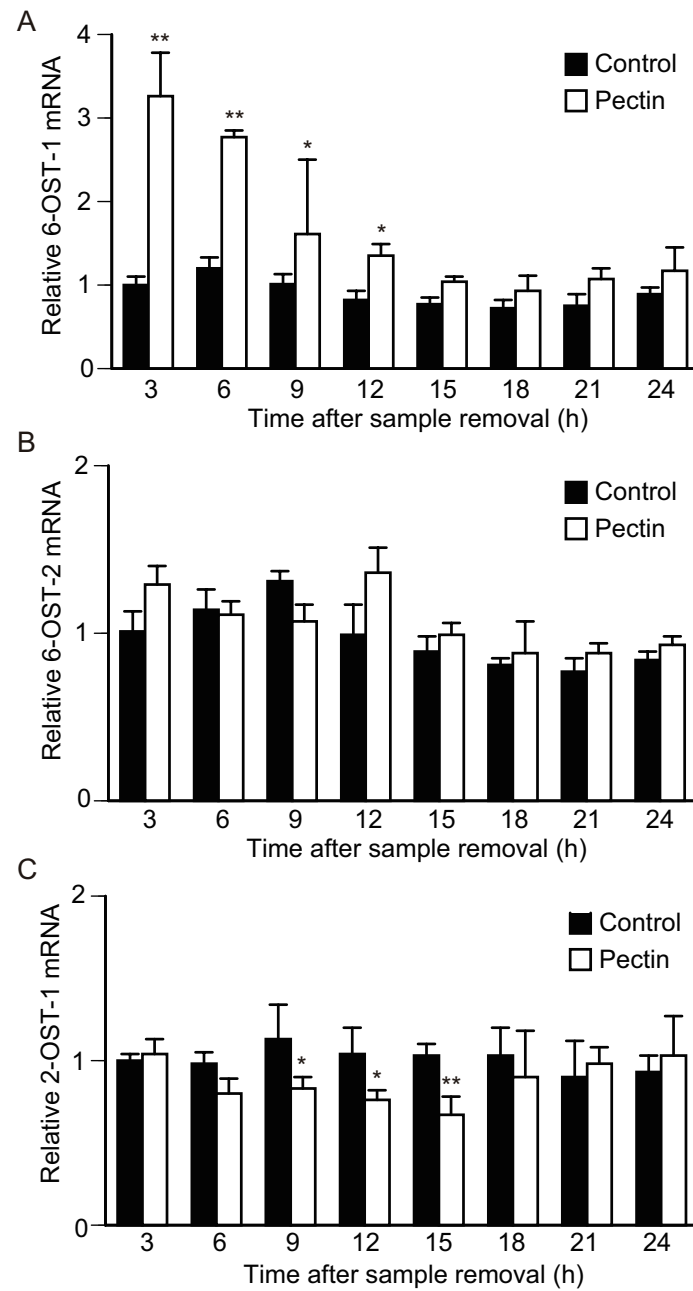 A
Relative 6-OST-1 mRNA
4
3
2
1
0
Control
Pectin
** ** * *
3 6 9 12 15 18 21 24
Time after sample removal (h)
B
Relative 6-OST-2 mRNA
2
1
0
Control
Pectin
3 6 9 12 15 18 21 24
Time after sample removal (h)
C
Relative 2-OST-1 mRNA
2
1
0
Control
Pectin
* * **
3 6 9 12 15 18 21 24
Time after sample removal (h)